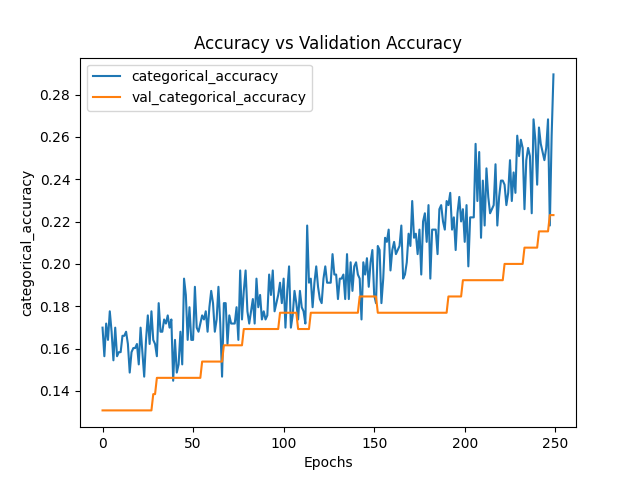 Accuracy vs Validation Accuracy
categorical_accuracy
val_categorical_accuracy
categorical_accuracy
0.28
0.26
0.24
0.22
0.20
0.18
0.16
0.14
0
50
100
150
200
250
Epochs